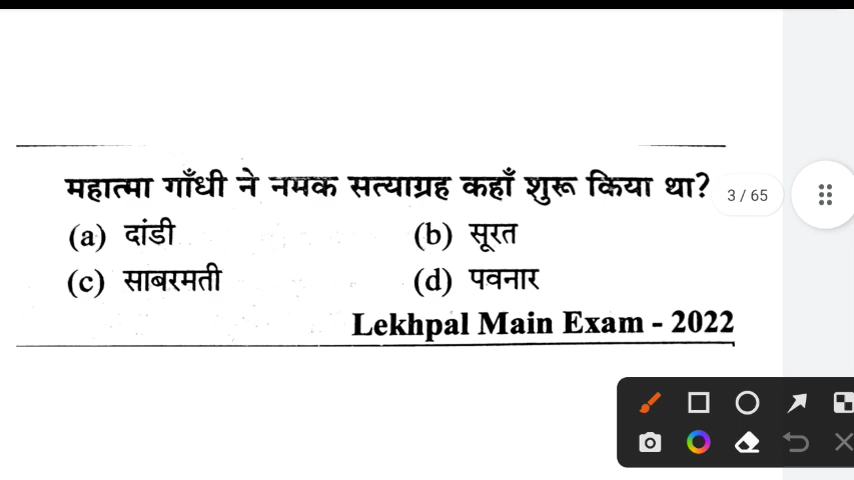 महात्मा गाँधी ने नमक सत्याग्रह कहाँ शुरू किया था?
3 / 65
(a) दांडी (b) सूरत
(c) साबरमती (d) पवनार
Lekhpal Main Exam - 2022